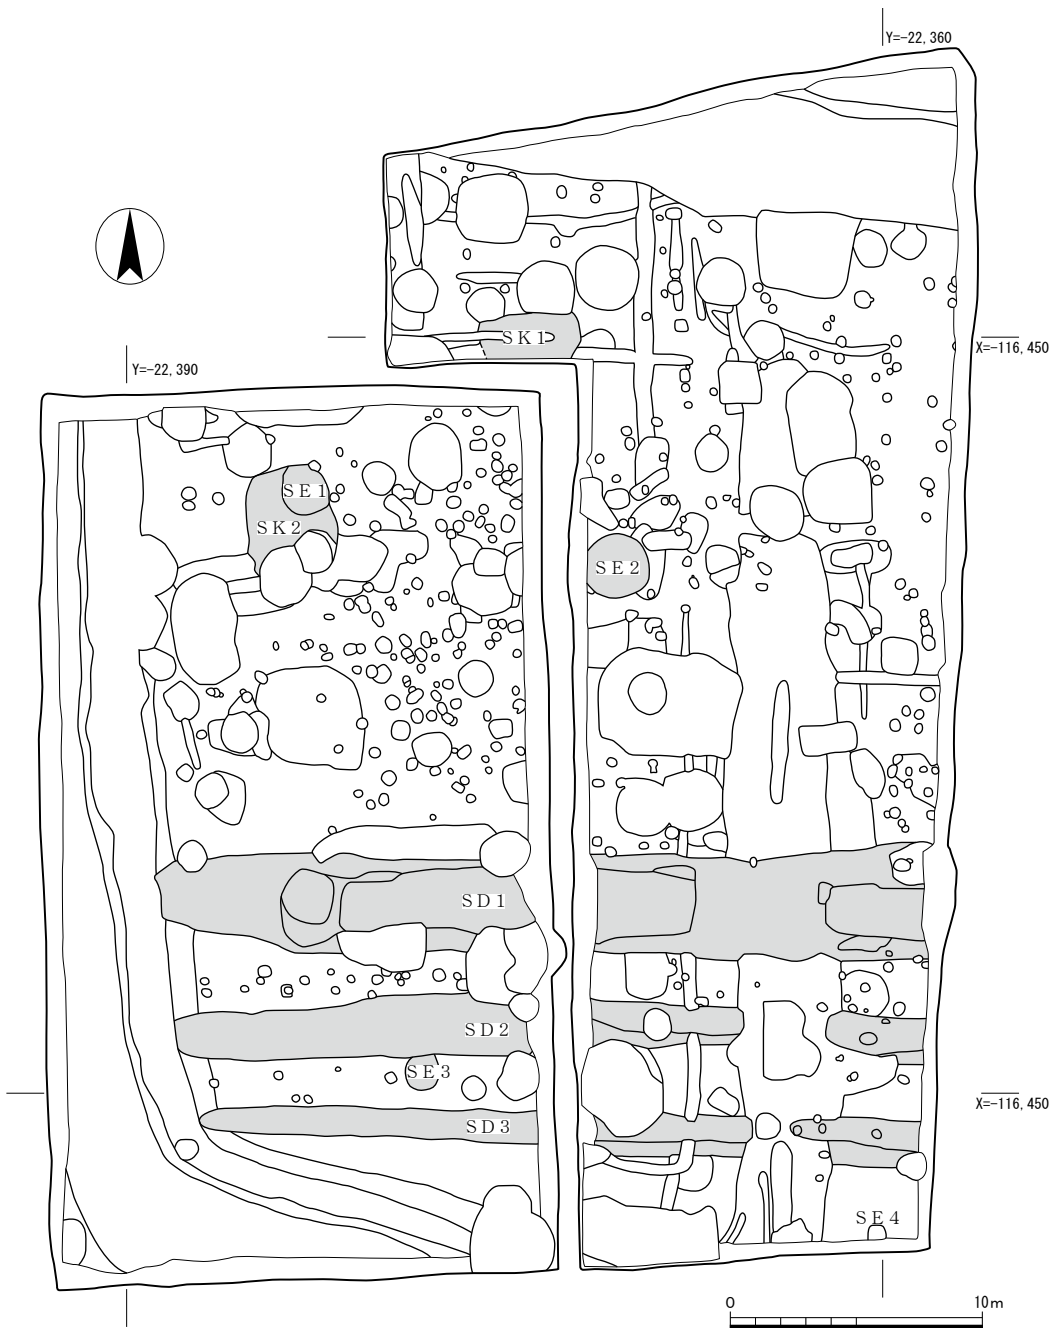 Y=-22,360
SK1
X=-116,450
Y=-22,390
SE1
SK2
SE2
SD1
SD2
SE3
X=-116,450
SD3
SE4
0
10m